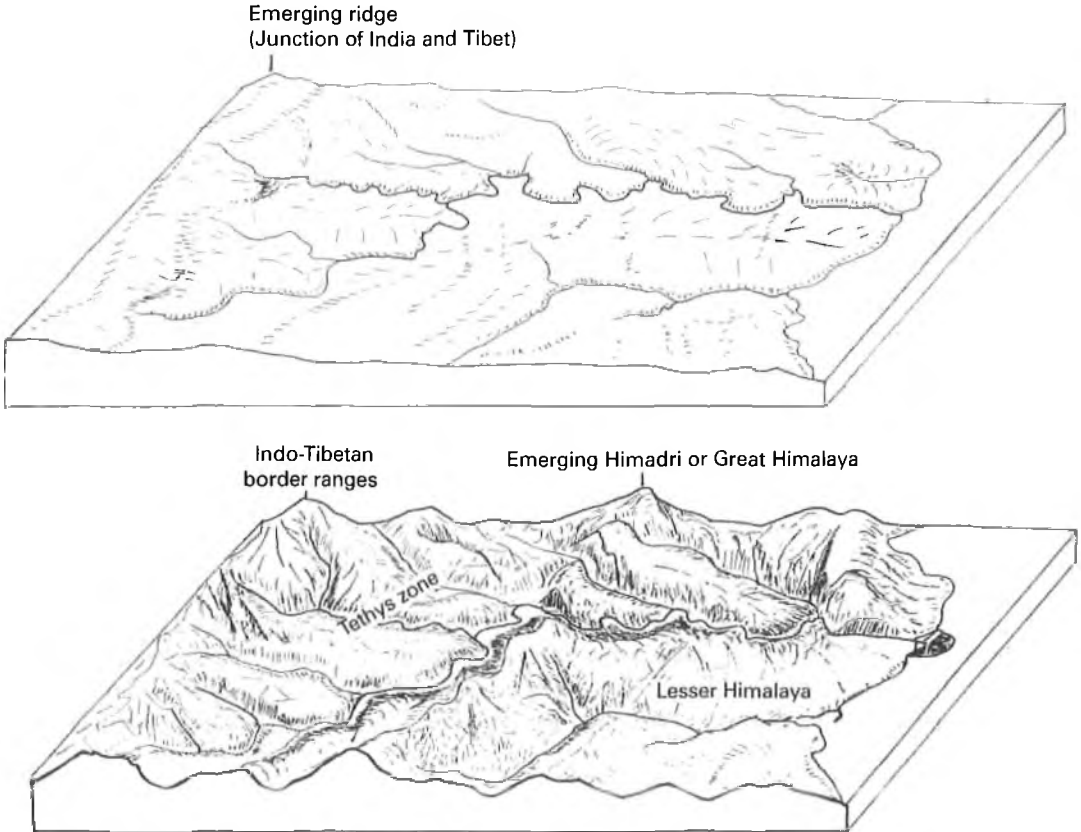 Emerging ridge
(Junction of India and Tibet)
Indo-Tibetan
border ranges
Emerging Himadri or Great Himalaya
Tethys zone
Lesser Himalaya